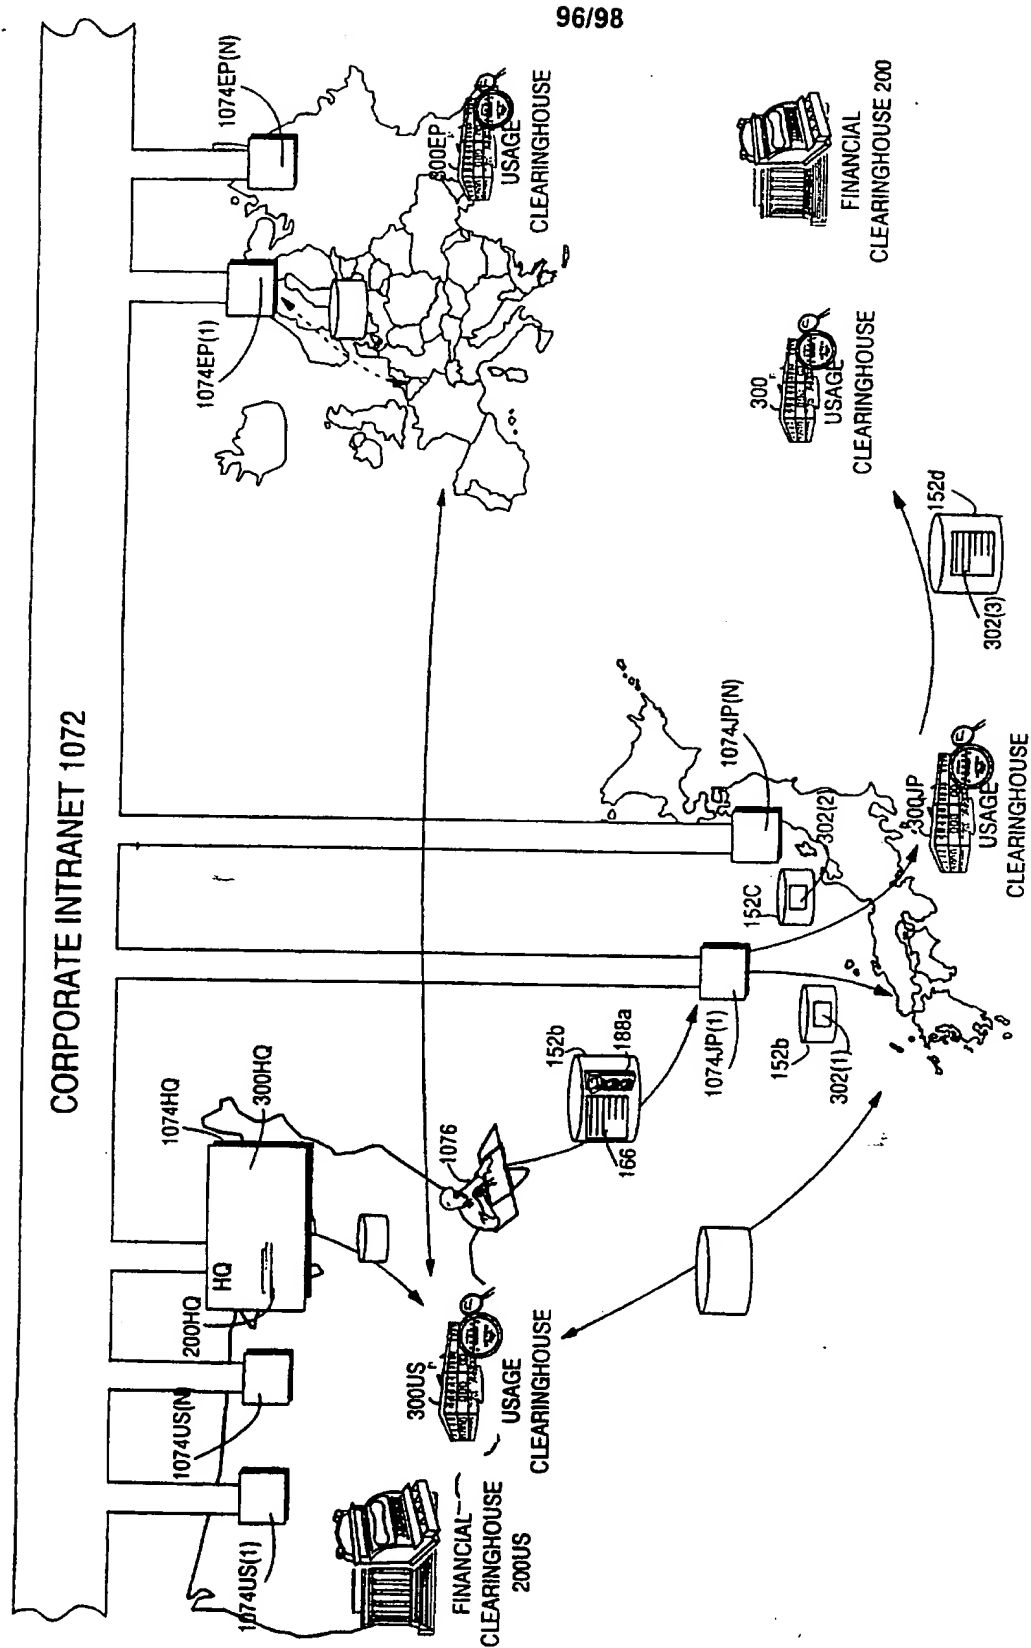 96/98
CORPORATE INTRANET 1072
1074US(1)
1074US(N)
200HQ
HQ
1074HQ
300HQ
1074EP(1)
1074EP(N)
FINANCIAL
CLEARINGHOUSE
200US
300US
USAGE
CLEARINGHOUSE
1076
152b
188a
166
1074JP(1)
152b
302(1)
152C
302(2)
1074JP(N)
300JP
USAGE
CLEARINGHOUSE
152d
302(3)
300EP
USAGE
CLEARINGHOUSE
300
USAGE
CLEARINGHOUSE
FINANCIAL
CLEARINGHOUSE 200